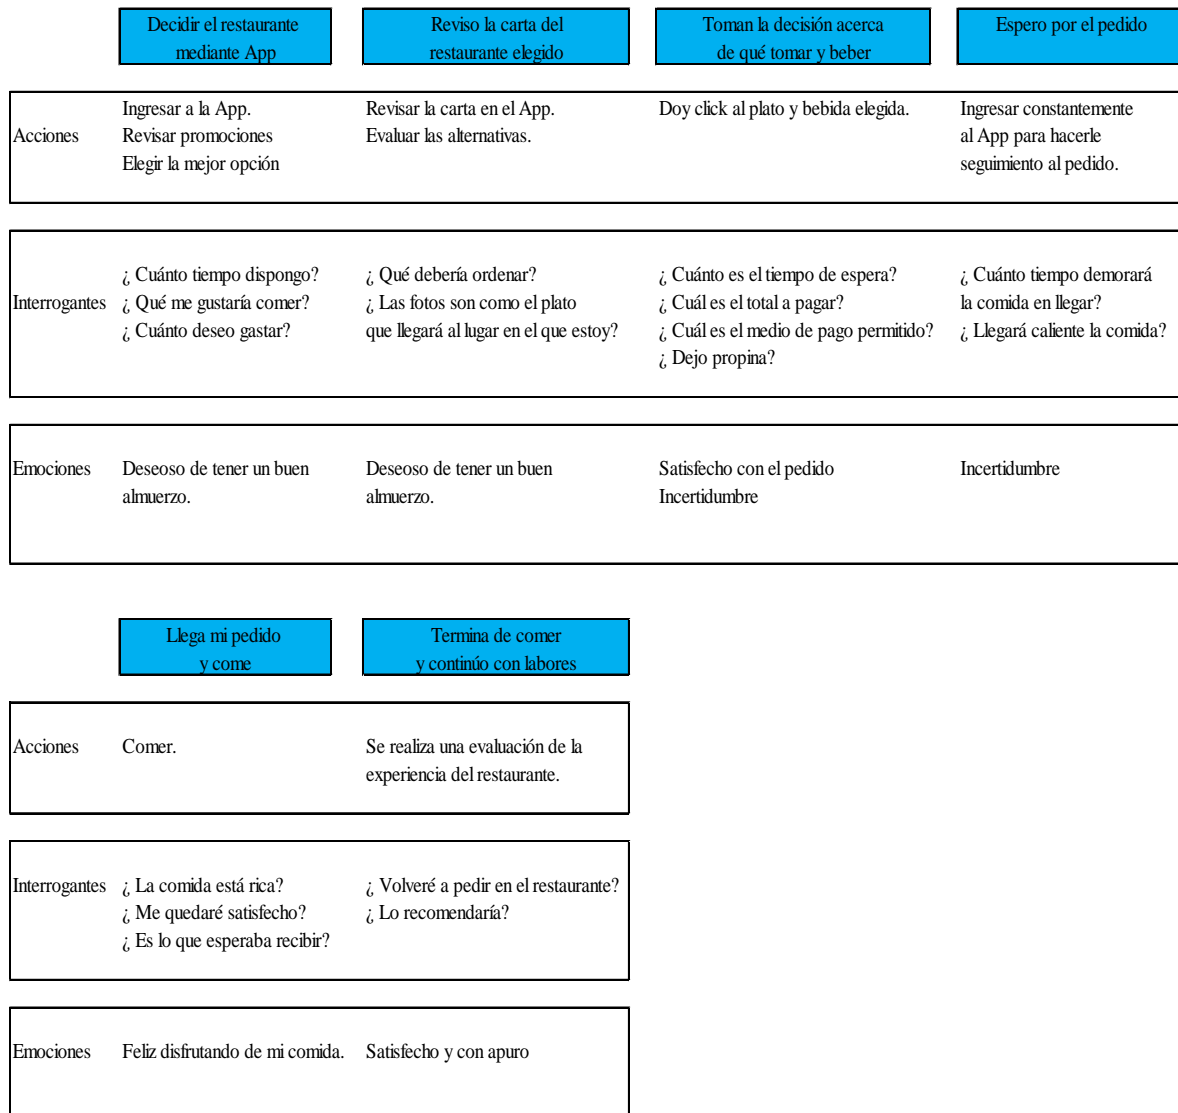 Decidir el restaurante
mediante App
Reviso la carta del
restaurante elegido
Toman la decisión acerca
de qué tomar y beber
Espero por el pedido
Acciones
Ingresar a la App.
Revisar promociones
Elegir la mejor opción
Revisar la carta en el App.
Evaluar las alternativas.
Doy click al plato y bebida elegida.
Ingresar constantemente
al App para hacerle
seguimiento al pedido.
Interrogantes
¿ Cuánto tiempo dispongo?
¿ Qué me gustaría comer?
¿ Cuánto deseo gastar?
¿ Qué debería ordenar?
¿ Las fotos son como el plato
que llegará al lugar en el que estoy?
¿ Cuánto es el tiempo de espera?
¿ Cuál es el total a pagar?
¿ Cuál es el medio de pago permitido?
¿ Dejo propina?
¿ Cuánto tiempo demorará
la comida en llegar?
¿ Llegará caliente la comida?
Emociones
Deseoso de tener un buen
almuerzo.
Deseoso de tener un buen
almuerzo.
Satisfecho con el pedido
Incertidumbre
Incertidumbre
Llega mi pedido
y come
Termina de comer
y continúo con labores
Acciones
Comer.
Se realiza una evaluación de la
experiencia del restaurante.
Interrogantes
¿ La comida está rica?
¿ Me quedaré satisfecho?
¿ Es lo que esperaba recibir?
¿ Volveré a pedir en el restaurante?
¿ Lo recomendaría?
Emociones
Feliz disfrutando de mi comida.
Satisfecho y con apuro